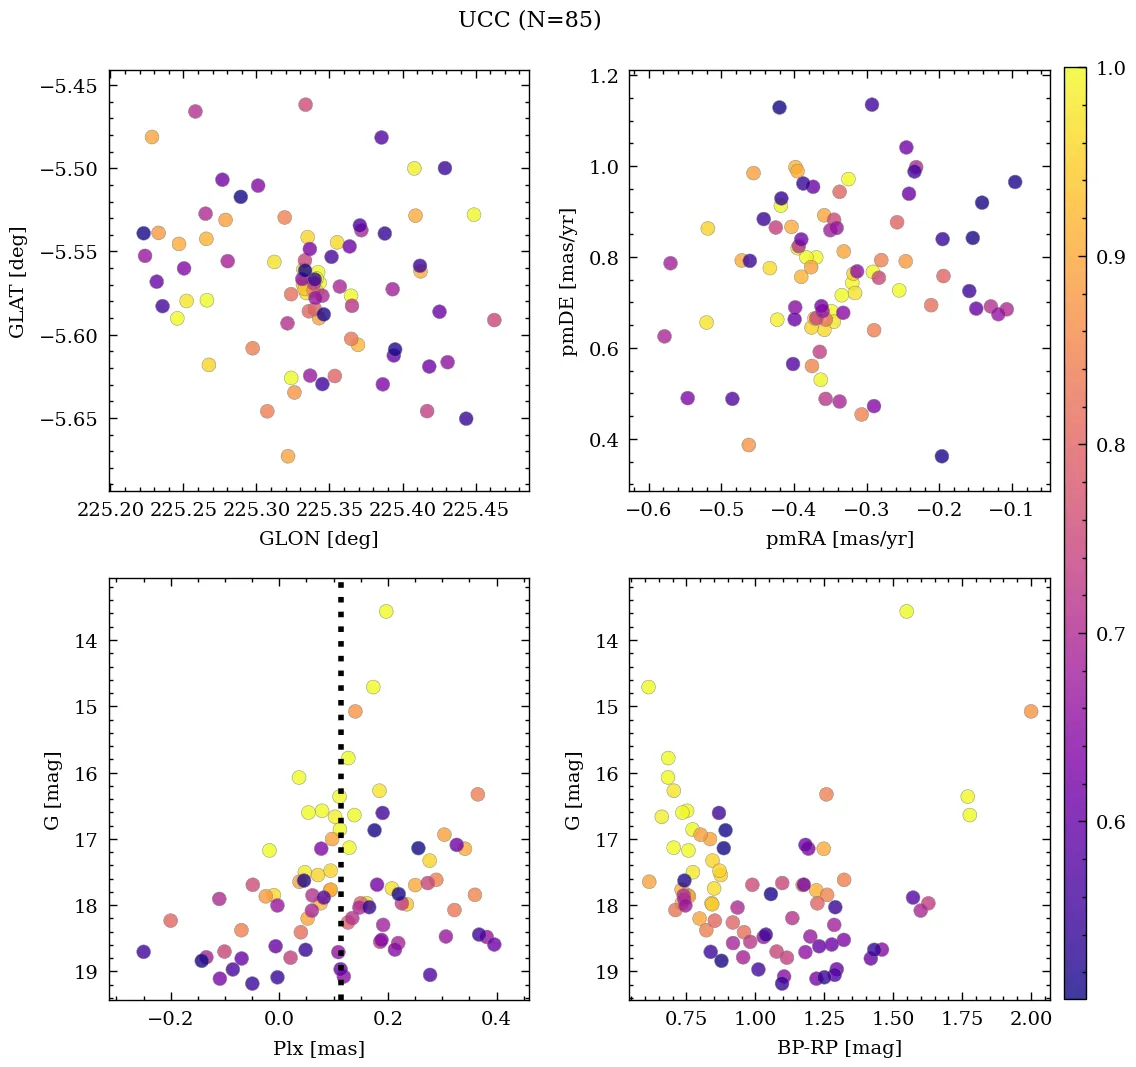 UCC (N=85)
−5.45
−5.50
−5.55
−5.60
−5.65
GLAT [deg]
225.20 225.25 225.30 225.35 225.40 225.45
GLON [deg]
1.2
1.0
0.8
0.6
0.4
pmDE [mas/yr]
−0.6 −0.5 −0.4 −0.3 −0.2 −0.1
pmRA [mas/yr]
14
15
16
17
18
19
G [mag]
−0.2 0.0 0.2 0.4
Plx [mas]
14
15
16
17
18
19
G [mag]
0.75 1.00 1.25 1.50 1.75 2.00
BP-RP [mag]
1.0
0.9
0.8
0.7
0.6